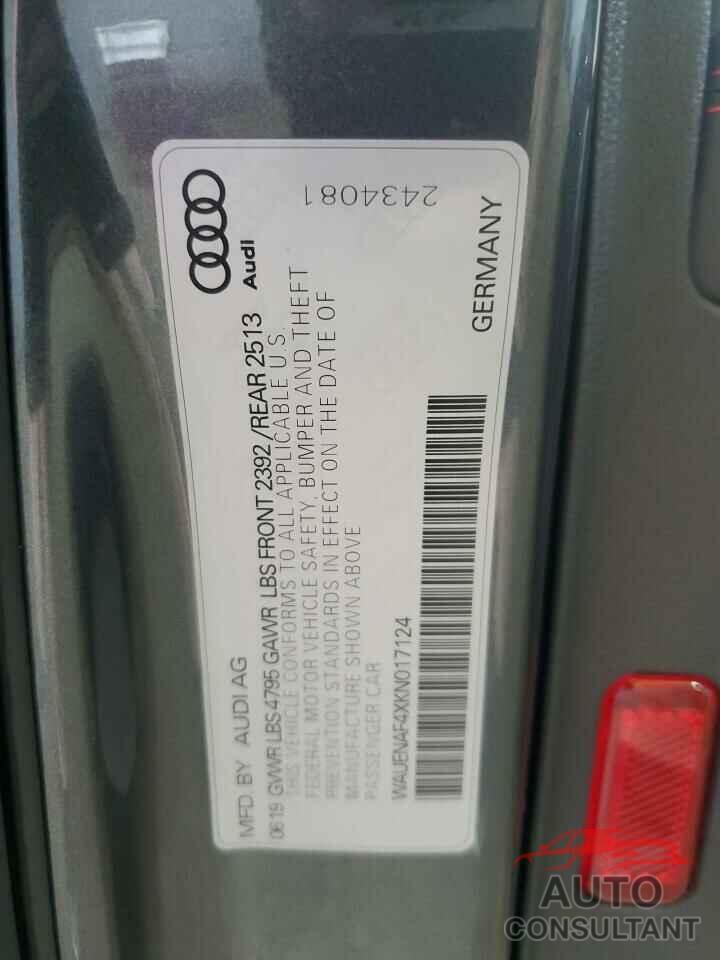 MFD. BY AUDI AG
0619 GVWR LBS 4795 GAWR LBS FRONT 2392 /REAR 2513
THIS VEHICLE CONFORMS TO ALL APPLICABLE U.S.
FEDERAL MOTOR VEHICLE SAFETY, BUMPER AND THEFT
PREVENTION STANDARDS IN EFFECT ON THE DATE OF
MANUFACTURE SHOWN ABOVE
PASSENGER CAR
WAUENAF4XKN017124
Audi
2434081
GERMANY
AUTO
CONSULTANT